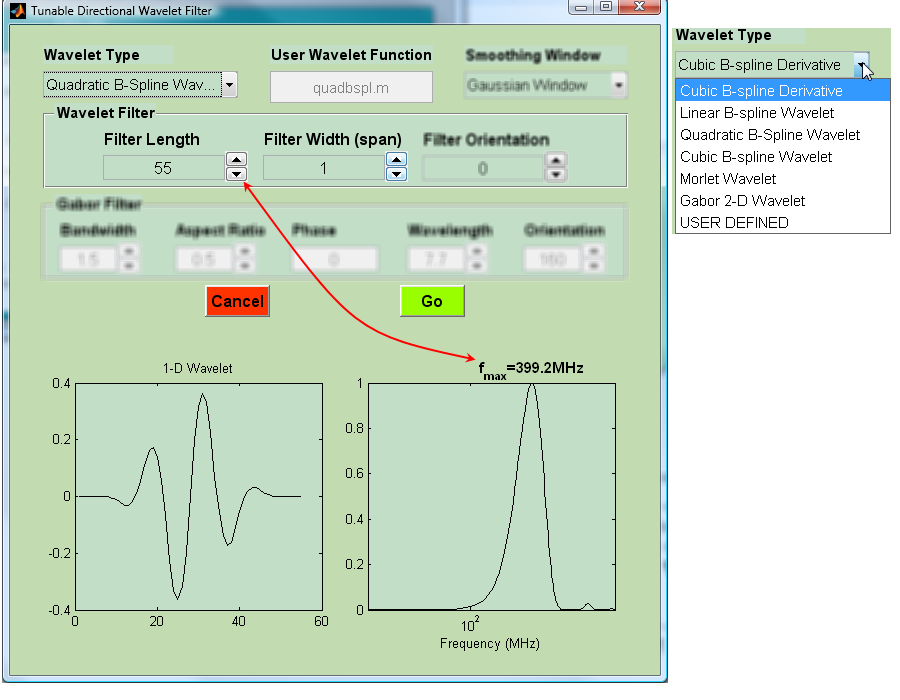 Tunable Directional Wavelet Filter
Wavelet Type
User Wavelet Function
Smoothing Window
Quadratic B-Spline Wav...
quadbspl.m
Gaussian Window
Wavelet Filter
Filter Length
Filter Width (span)
Filter Orientation
55
1
0
Gabor Filter
Bandwidth
Aspect Ratio
Phase
Wavelength
Orientation
1.5
0.5
0
7.7
160
Cancel
Go
1-D Wavelet
0.4
0.2
0
-0.2
-0.4
0
20
40
60
fmax=399.2MHz
1
0.8
0.6
0.4
0.2
0
10²
Frequency (MHz)
Wavelet Type
Cubic B-spline Derivative
Cubic B-spline Derivative
Linear B-spline Wavelet
Quadratic B-Spline Wavelet
Cubic B-spline Wavelet
Morlet Wavelet
Gabor 2-D Wavelet
USER DEFINED